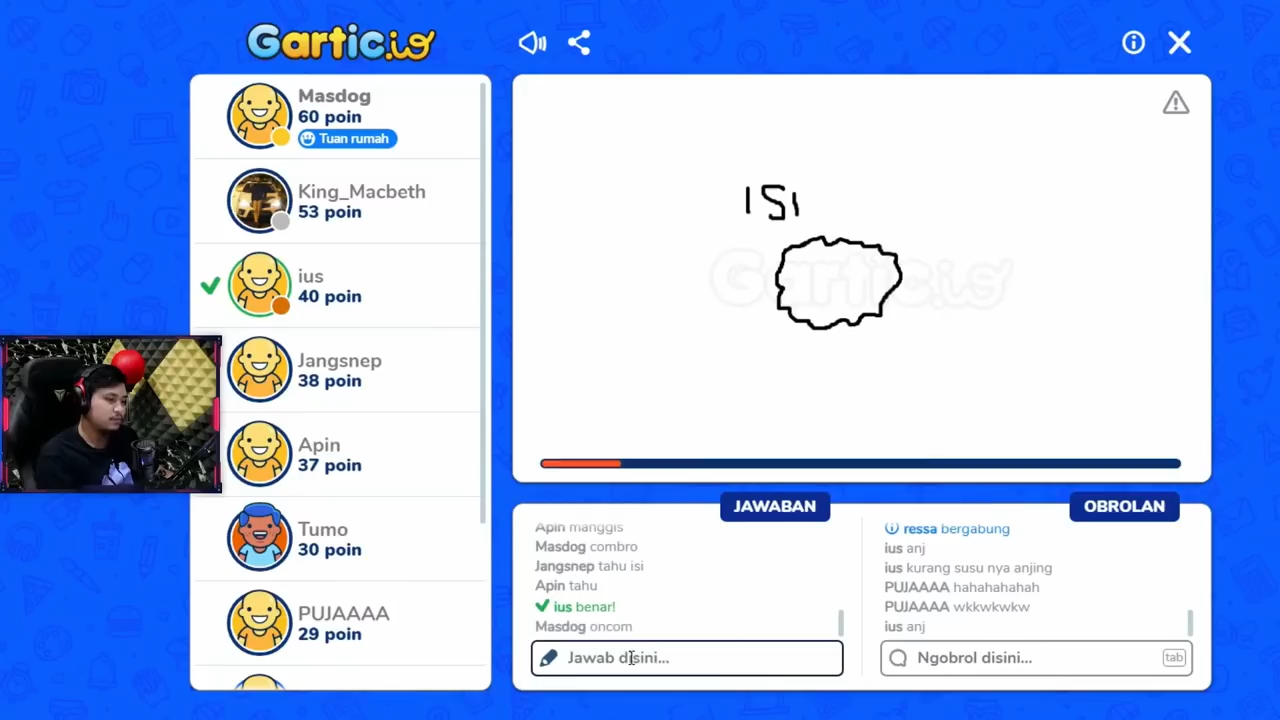 Gartic.io
Masdog
60 poin
Tuan rumah
King_Macbeth
53 poin
ius
40 poin
Jangsnep
38 poin
Apin
37 poin
Tumo
30 poin
PUJAAAA
29 poin
ISI
Gartic.io
JAWABAN
Apin manggis
Masdog combro
Jangsnep tahu isi
Apin tahu
ius benar!
Masdog oncom
Jawab disini...
OBROLAN
ressa bergabung
ius anj
ius kurang susu nya anjing
PUJAAAA hahahahahah
PUJAAAA wkkwkwkw
ius anj
Ngobrol disini...
tab